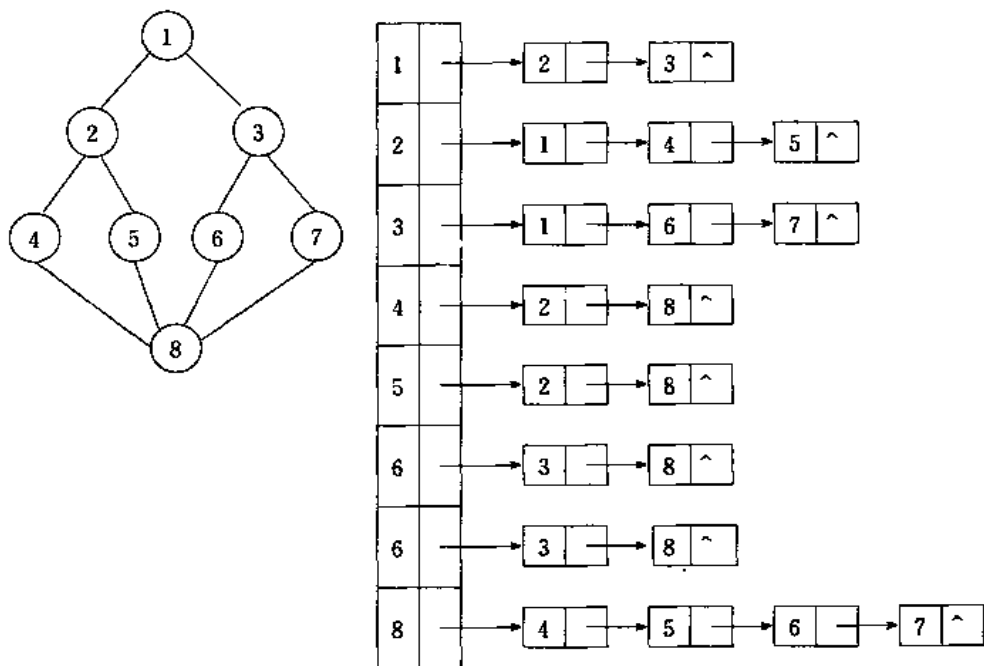 1
2 3
4 5 6 7
8
1 2 3 ^
2 1 4 5 ^
3 1 6 7 ^
4 2 8 ^
5 2 8 ^
6 3 8 ^
6 3 8 ^
8 4 5 6 7 ^